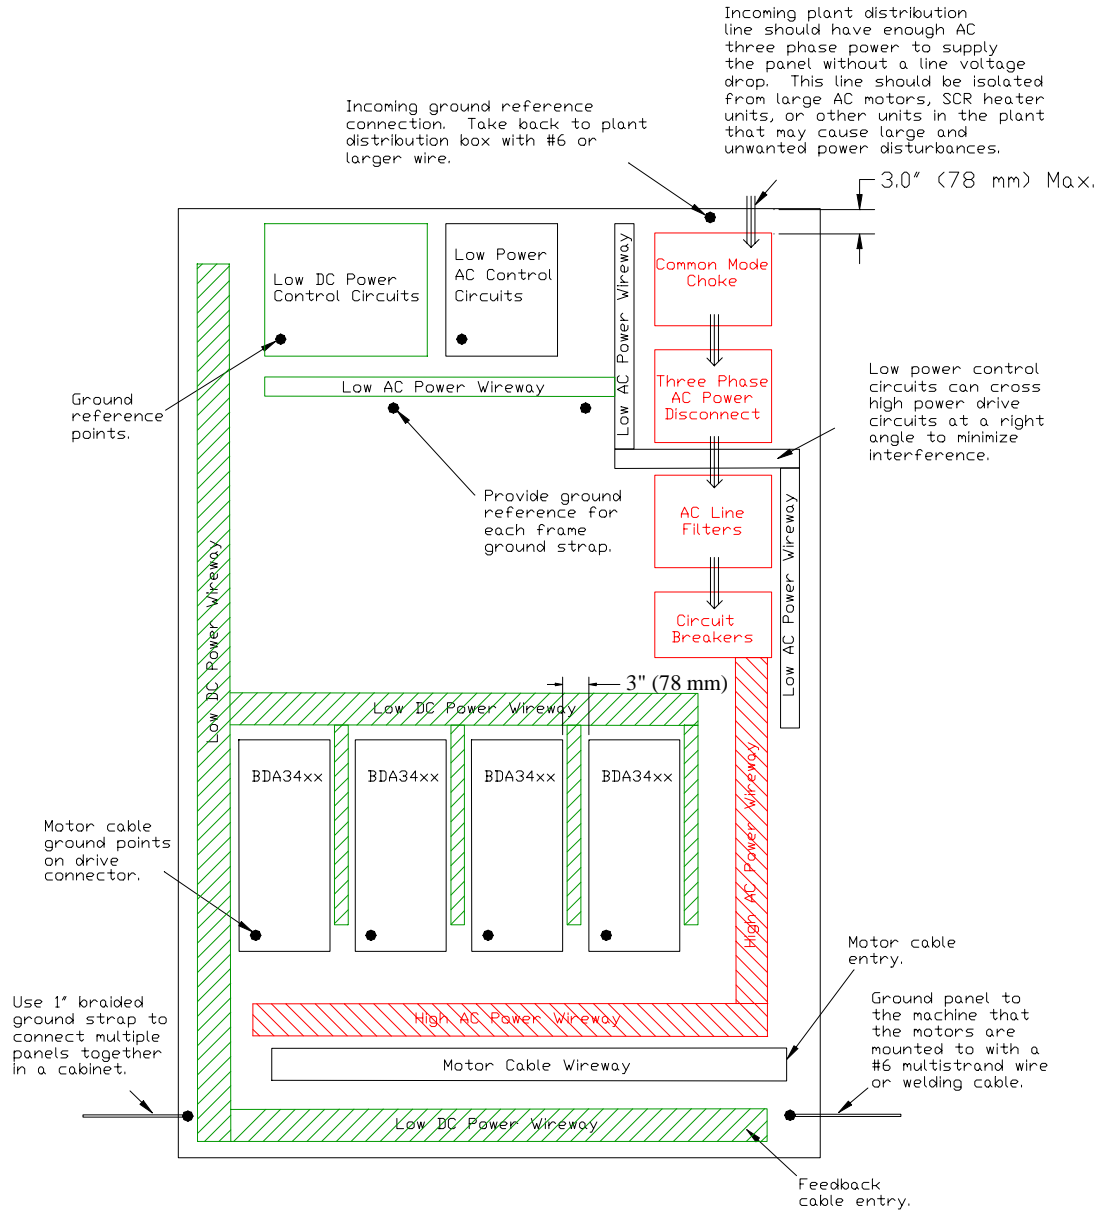 Incoming plant distribution
line should have enough AC
three phase power to supply
the panel without a line voltage
drop.  This line should be isolated
from large AC motors, SCR heater
units, or other units in the plant
that may cause large and
unwanted power disturbances.
Incoming ground reference
connection.  Take back to plant
distribution box with #6 or
larger wire.
3.0" (78 mm) Max.
Low DC Power
Control Circuits
Low Power
AC Control
Circuits
Low AC Power Wireway
Common Mode
Choke
Low AC Power Wireway
Three Phase
AC Power
Disconnect
Low power control
circuits can cross
high power drive
circuits at a right
angle to minimize
interference.
Ground
reference
points.
Provide ground
reference for
each frame
ground strap.
AC Line
Filters
Low AC Power Wireway
Circuit
Breakers
Low DC Power Wireway
3" (78 mm)
Low DC Power Wireway
BDA34xx
BDA34xx
BDA34xx
BDA34xx
High AC Power Wireway
Motor cable
ground points
on drive
connector.
Motor cable
entry.
Use 1" braided
ground strap to
connect multiple
panels together
in a cabinet.
High AC Power Wireway
Ground panel to
the machine that
the motors are
mounted to with a
#6 multistrand wire
or welding cable.
Motor Cable Wireway
Low DC Power Wireway
Feedback
cable entry.